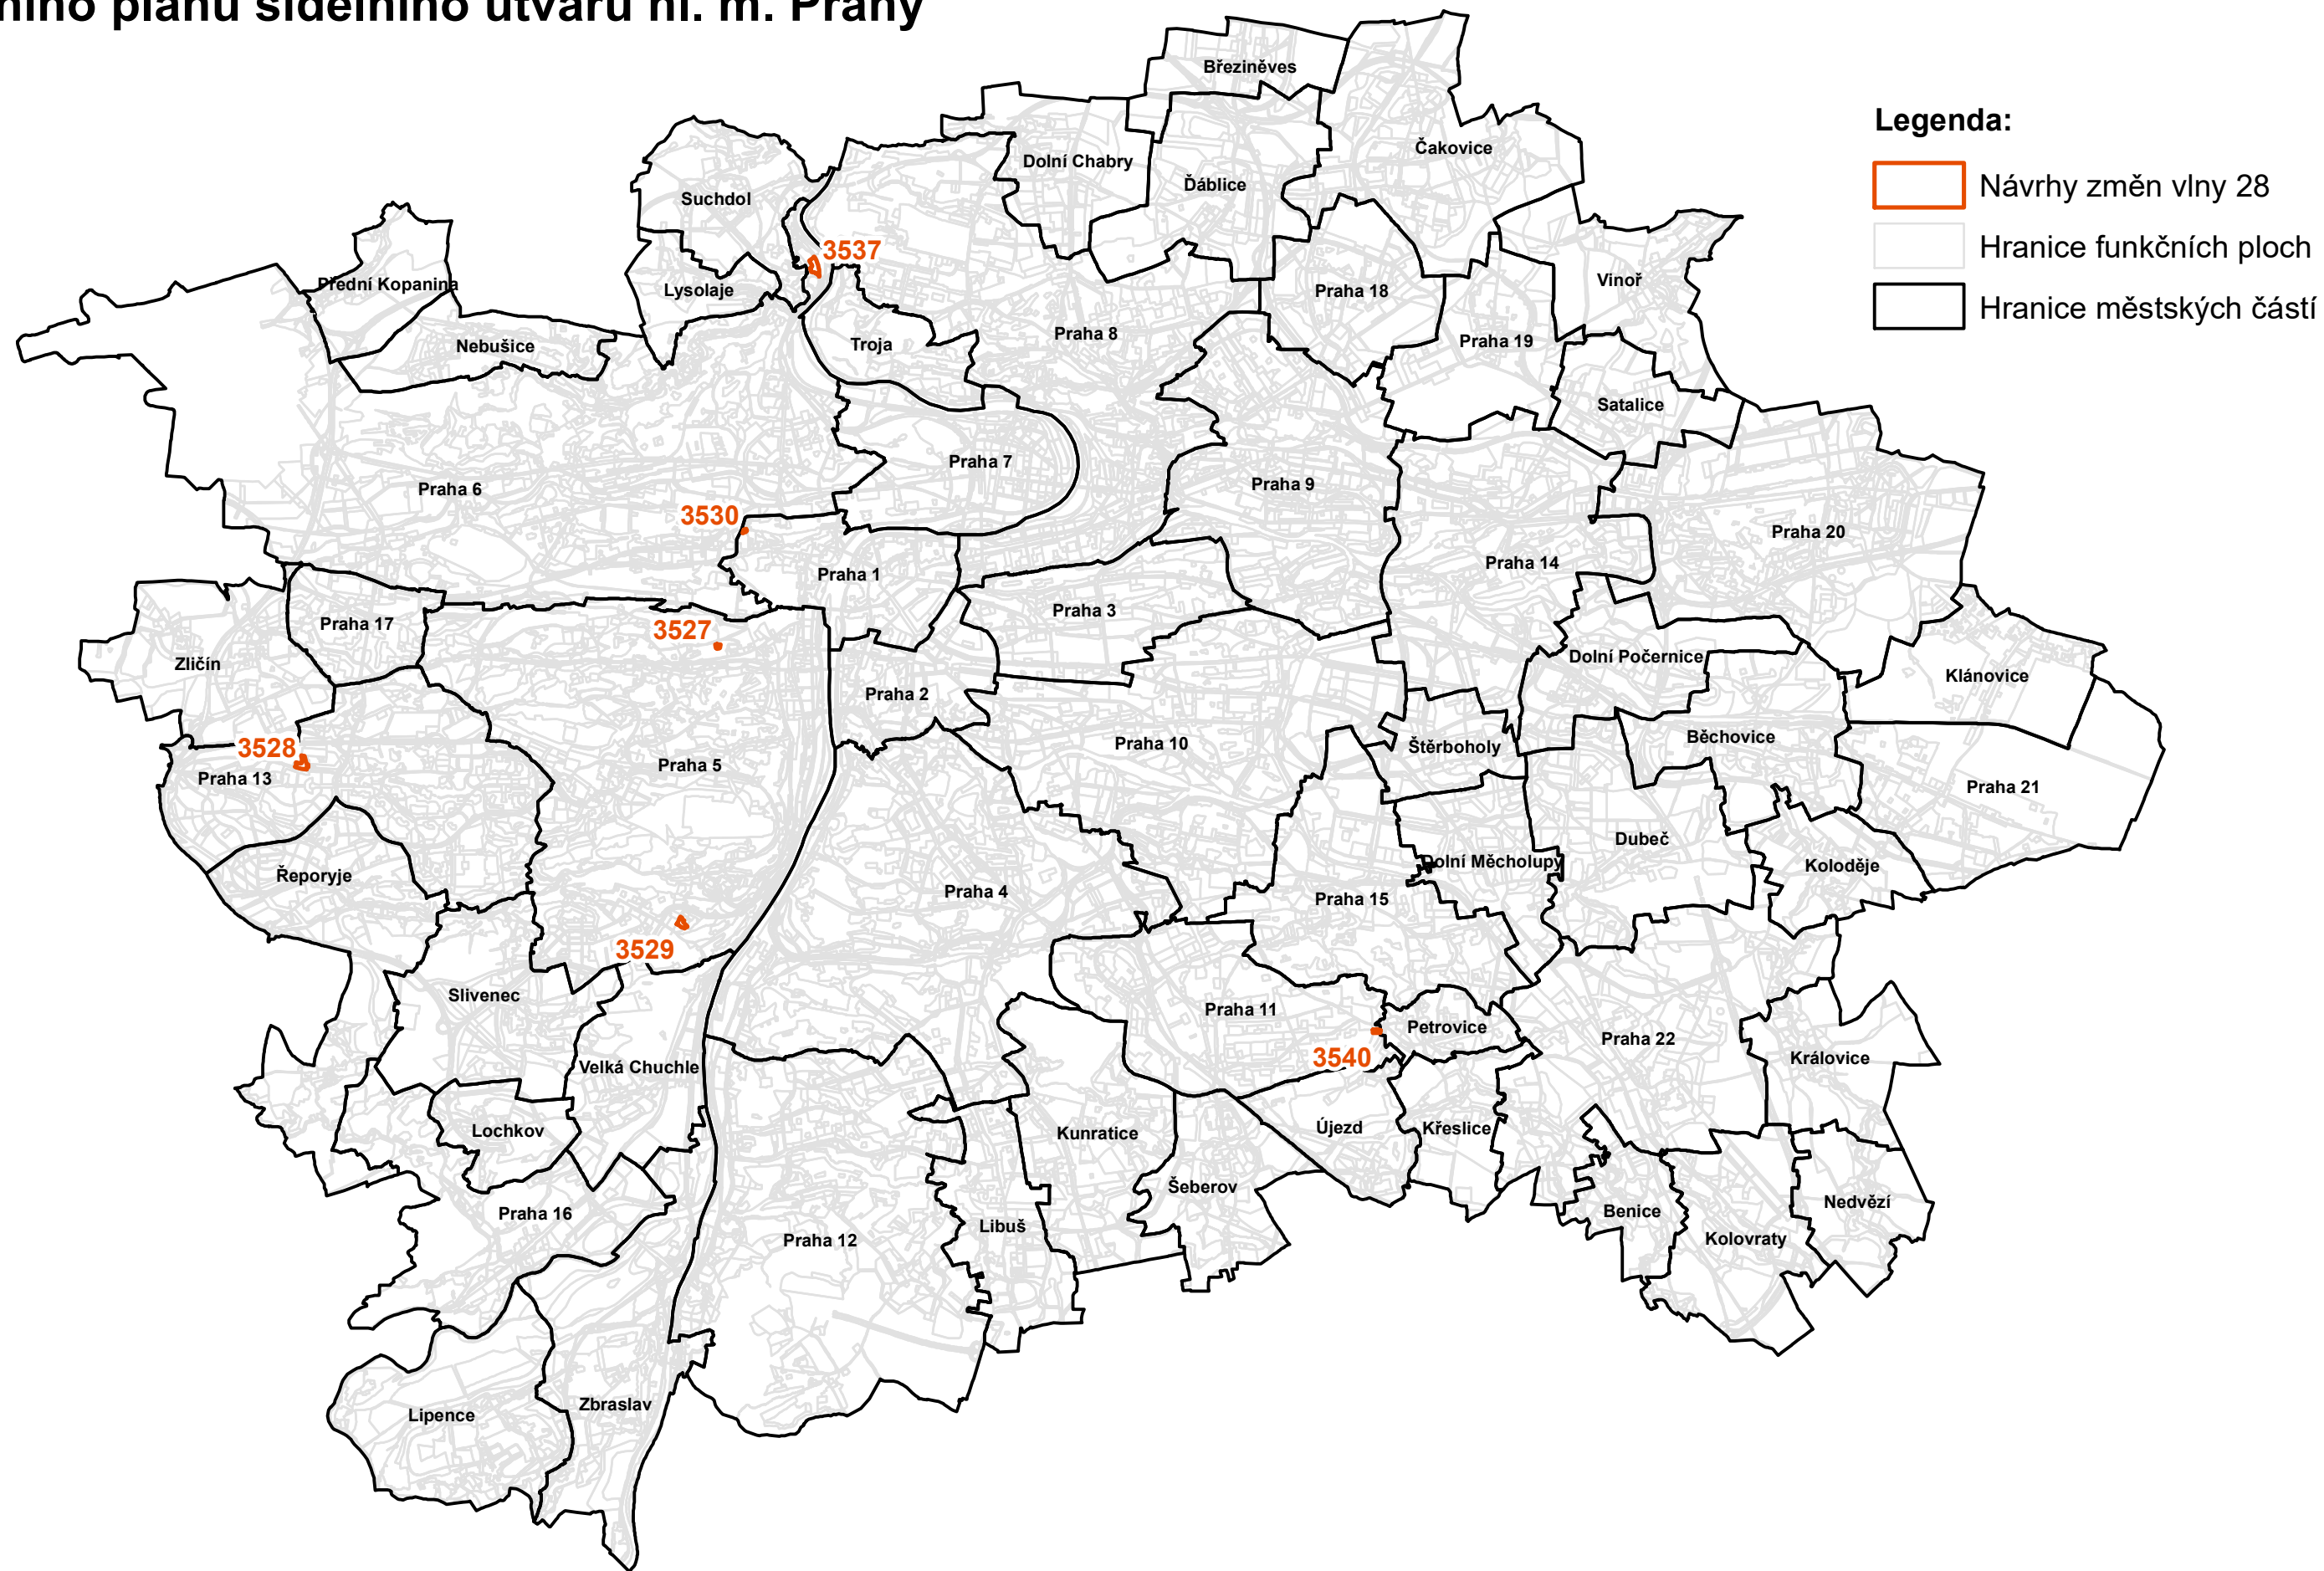 ního plánu sídelního útvaru hl. m. Prahy
Legenda:
Návrhy změn vlny 28
Hranice funkčních ploch
Hranice městských částí
Březiněves
Čakovice
Dolní Chabry
Ďáblice
Suchdol
3537
Přední Kopanina
Lysolaje
Praha 18
Vinoř
Nebušice
Troja
Praha 8
Praha 19
Satalice
Praha 6
Praha 7
Praha 9
3530
Praha 20
Praha 1
Praha 14
Praha 17
3527
Praha 3
Zličín
Dolní Počernice
Klánovice
Praha 2
3528
Praha 13
Praha 5
Praha 10
Štěrboholy
Běchovice
Praha 21
Řeporyje
Praha 4
Praha 15
Dolní Měcholupy
Dubeč
Koloděje
3529
Slivenec
Praha 11
Petrovice
Praha 22
3540
Královice
Velká Chuchle
Lochkov
Kunratice
Újezd
Křeslice
Šeberov
Praha 16
Libuš
Praha 12
Benice
Kolovraty
Nedvězí
Lipence
Zbraslav